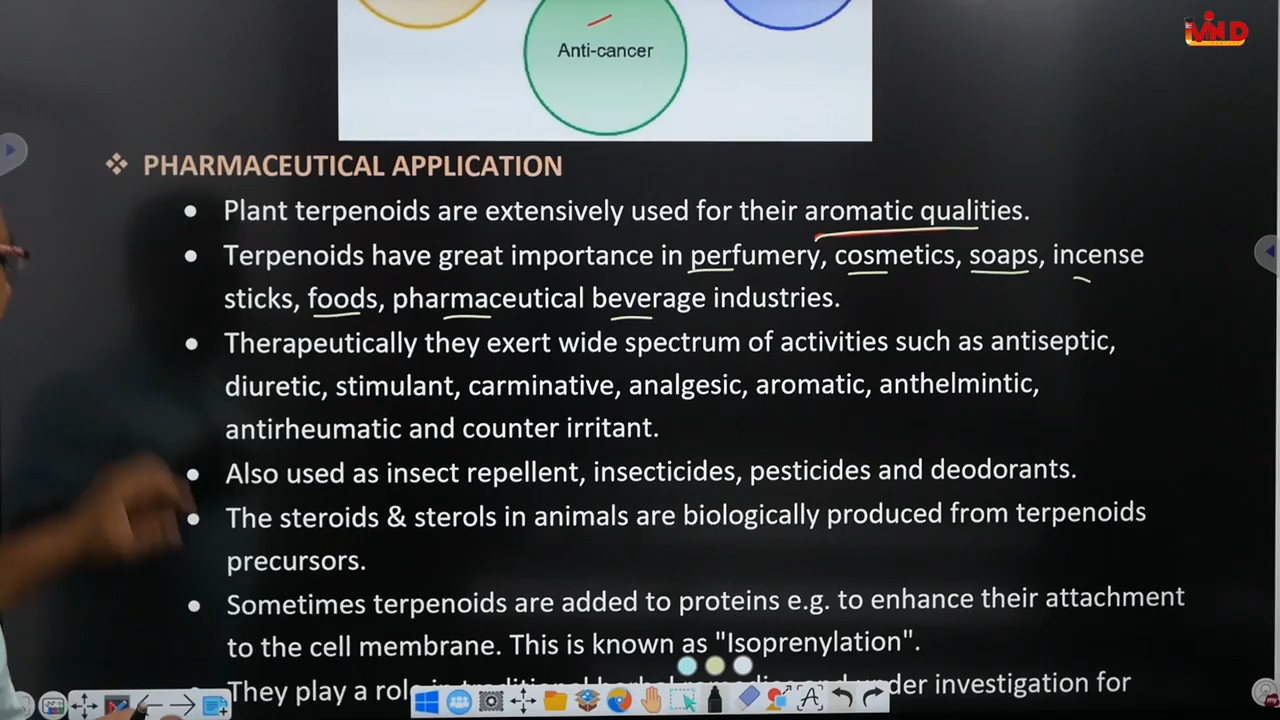 Anti-cancer
❖ PHARMACEUTICAL APPLICATION
• Plant terpenoids are extensively used for their aromatic qualities.
• Terpenoids have great importance in perfumery, cosmetics, soaps, incense
sticks, foods, pharmaceutical beverage industries.
• Therapeutically they exert wide spectrum of activities such as antiseptic,
diuretic, stimulant, carminative, analgesic, aromatic, anthelmintic,
antirheumatic and counter irritant.
• Also used as insect repellent, insecticides, pesticides and deodorants.
• The steroids & sterols in animals are biologically produced from terpenoids
precursors.
• Sometimes terpenoids are added to proteins e.g. to enhance their attachment
to the cell membrane. This is known as "Isoprenylation".
They play a role in traditional herbal under investigation for